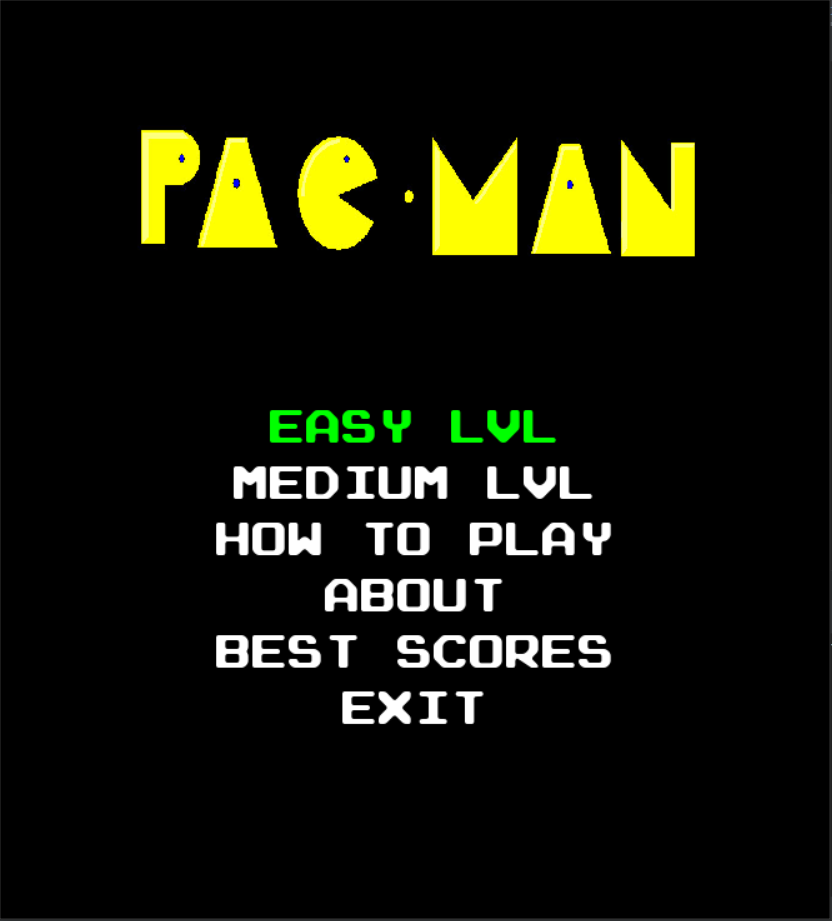 PAC-MAN
EASY LVL
MEDIUM LVL
HOW TO PLAY
ABOUT
BEST SCORES
EXIT